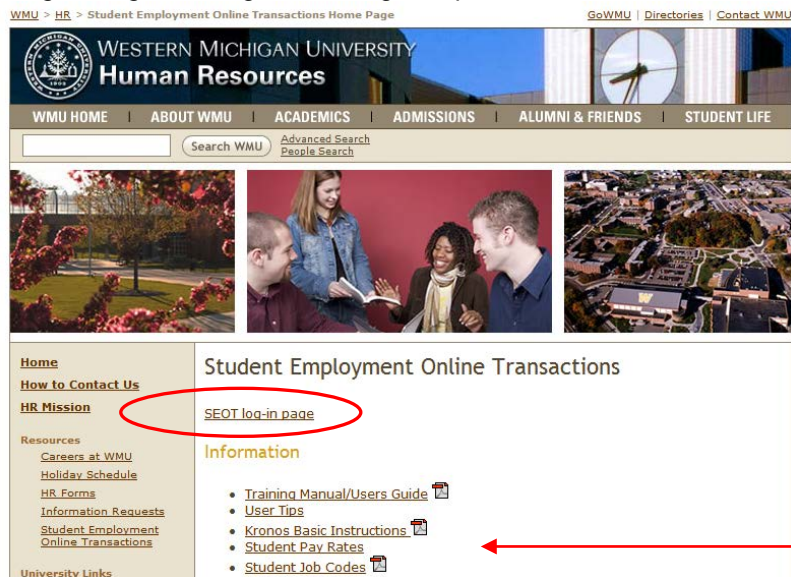 WMU > HR > Student Employment Online Transactions Home Page GoWMU | Directories | Contact WMU
WESTERN MICHIGAN UNIVERSITY
Human Resources
WMU HOME | ABOUT WMU | ACADEMICS | ADMISSIONS | ALUMNI & FRIENDS | STUDENT LIFE
Search WMU Advanced Search
People Search
Home
How to Contact Us
HR Mission
Resources
Careers at WMU
Holiday Schedule
HR Forms
Information Requests
Student Employment
Online Transactions
University Links
Student Employment Online Transactions
SEOT log-in page
Information
• Training Manual/Users Guide
• User Tips
• Kronos Basic Instructions
• Student Pay Rates
• Student Job Codes